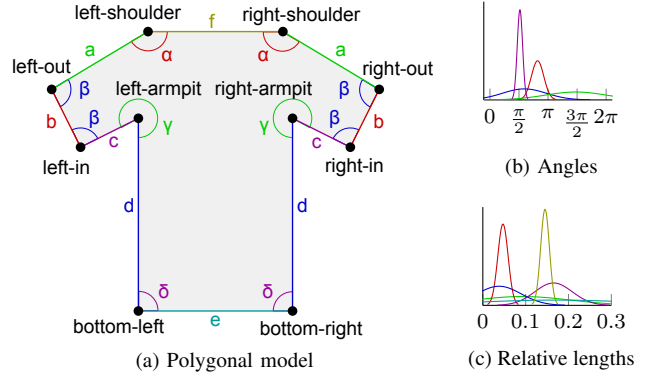 left-shoulder
f
right-shoulder
a
α
α
a
left-out
left-armpit
right-armpit
right-out
β
β
b
β
γ
γ
β
b
c
c
left-in
right-in
d
d
δ
δ
bottom-left
e
bottom-right
(a) Polygonal model
0 π/2 π 3π/2 2π
(b) Angles
0 0.1 0.2 0.3
(c) Relative lengths